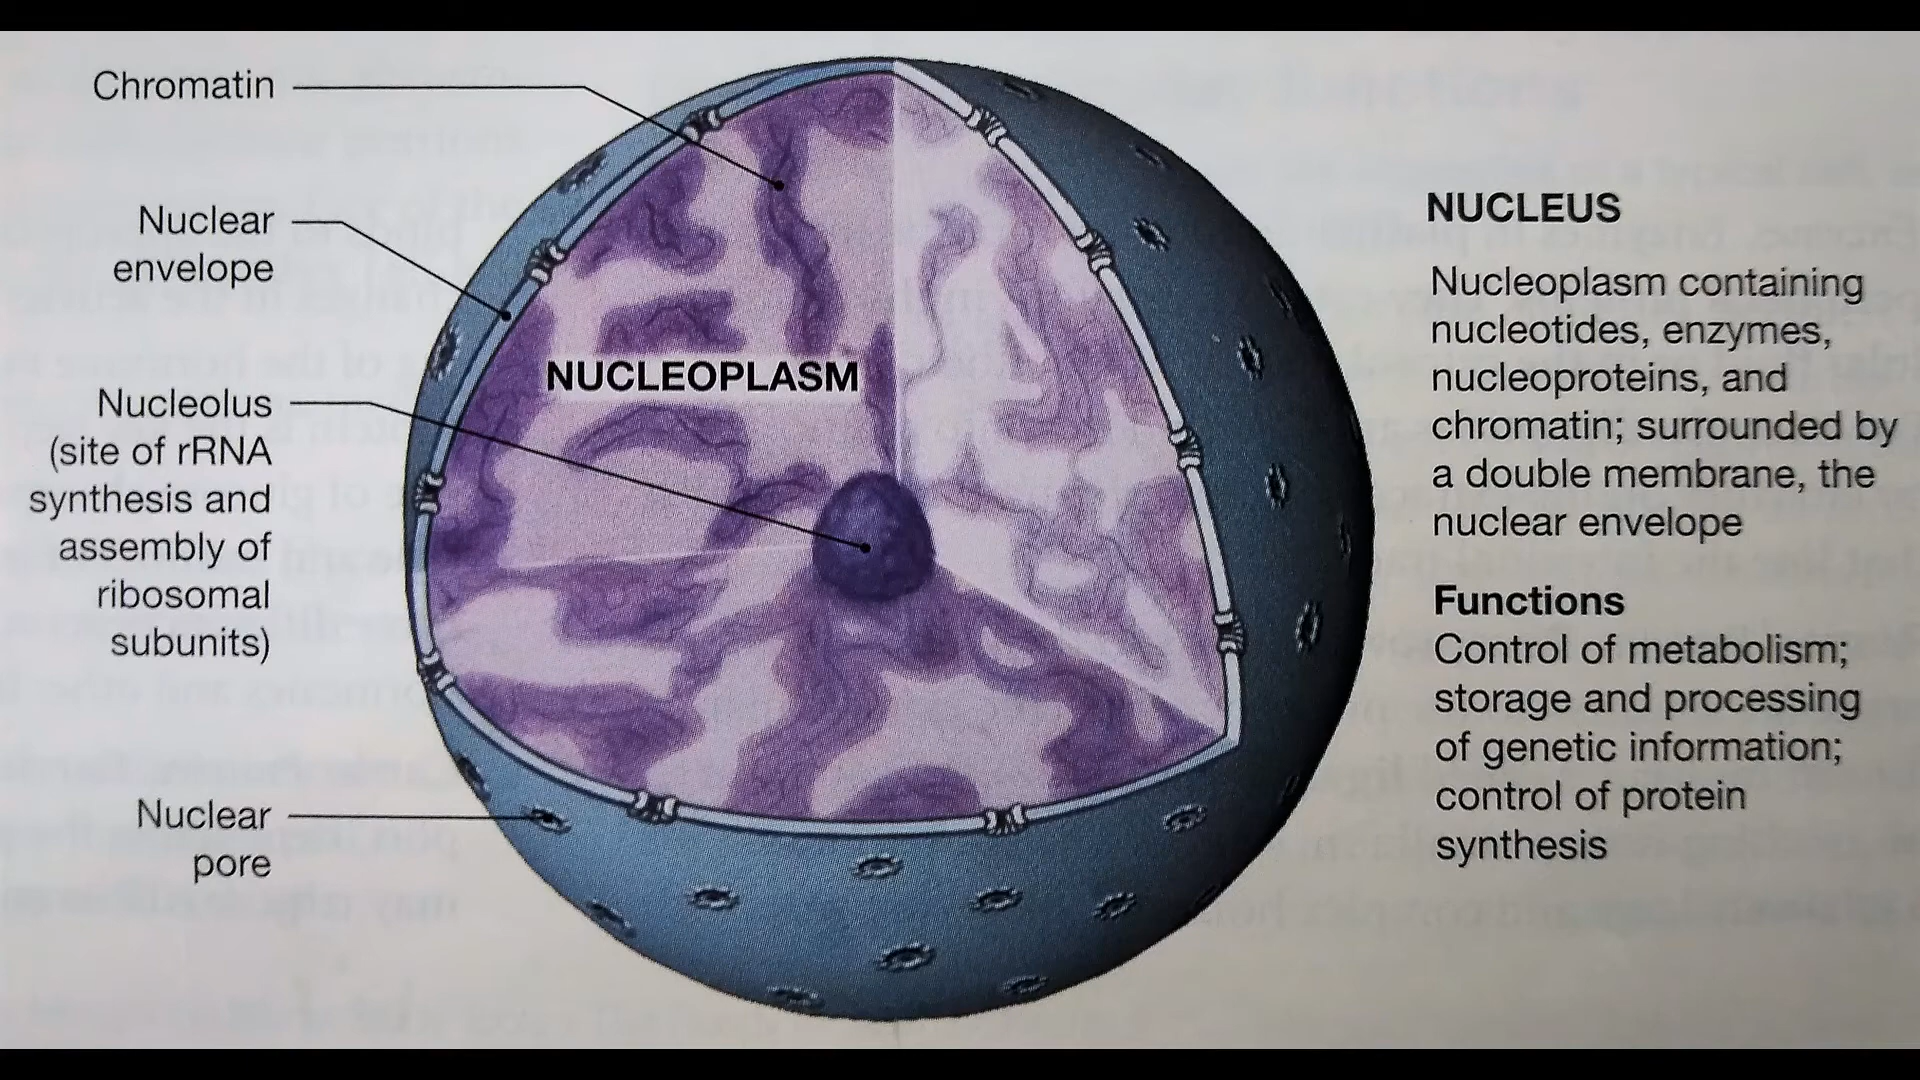 Chromatin
Nuclear
envelope
Nucleolus
(site of rRNA
synthesis and
assembly of
ribosomal
subunits)
Nuclear
pore
NUCLEOPLASM
NUCLEUS
Nucleoplasm containing
nucleotides, enzymes,
nucleoproteins, and
chromatin; surrounded by
a double membrane, the
nuclear envelope
Functions
Control of metabolism;
storage and processing
of genetic information;
control of protein
synthesis